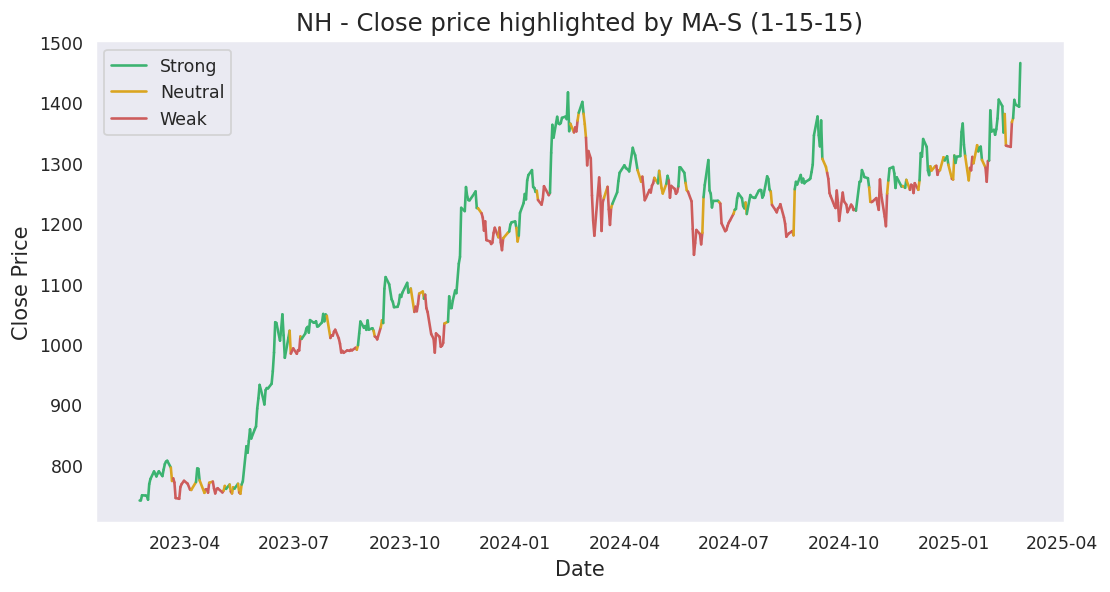 NH - Close price highlighted by MA-S (1-15-15)
Strong
Neutral
Weak
Close Price
1500
1400
1300
1200
1100
1000
900
800
2023-04 2023-07 2023-10 2024-01 2024-04 2024-07 2024-10 2025-01 2025-04
Date